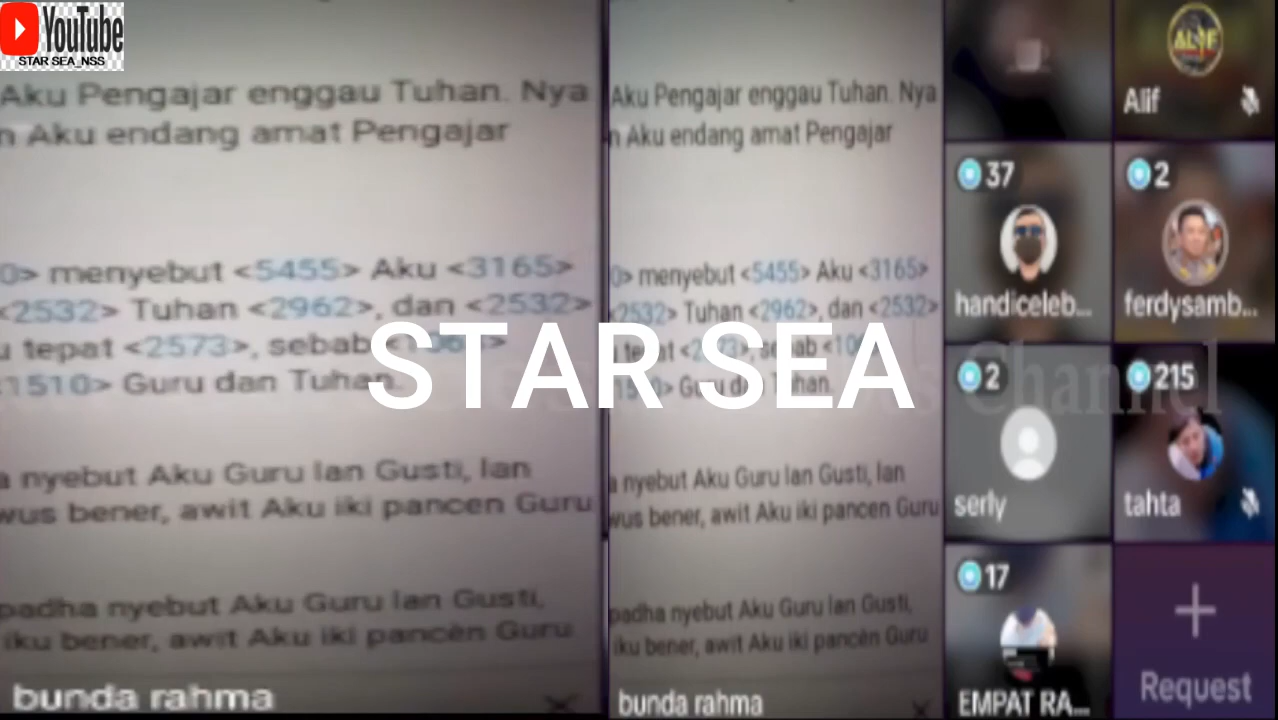 YouTube
STAR SEA_NSS
Aku Pengajar enggau Tuhan. Nya
n Aku endang amat Pengajar
0> menyebut <5455> Aku <3165>
<2532> Tuhan <2962>, dan <2532>
tepat <2573>, sebab
1510> Guru dan Tuhan.
a nyebut Aku Guru lan Gusti, lan
wus bener, awit Aku iki pancen Guru
padha nyebut Aku Guru lan Gusti,
iku bener, awit Aku iki pancèn Guru
bunda rahma
Aku Pengajar enggau Tuhan. Nya
n Aku endang amat Pengajar
0> menyebut <5455> Aku <3165>
<2532> Tuhan <2962>, dan <2532>
tepat
Tuhan.
a nyebut Aku Guru lan Gusti, lan
wus bener, awit Aku iki pancen Guru
padha nyebut Aku Guru lan Gusti,
iku bener, awit Aku iki pancèn Guru
bunda rahma
STAR SEA
Channel
ALIF
Alif
37
handiceleb...
2
ferdysamb...
2
serly
215
tahta
17
EMPAT RA...
Request